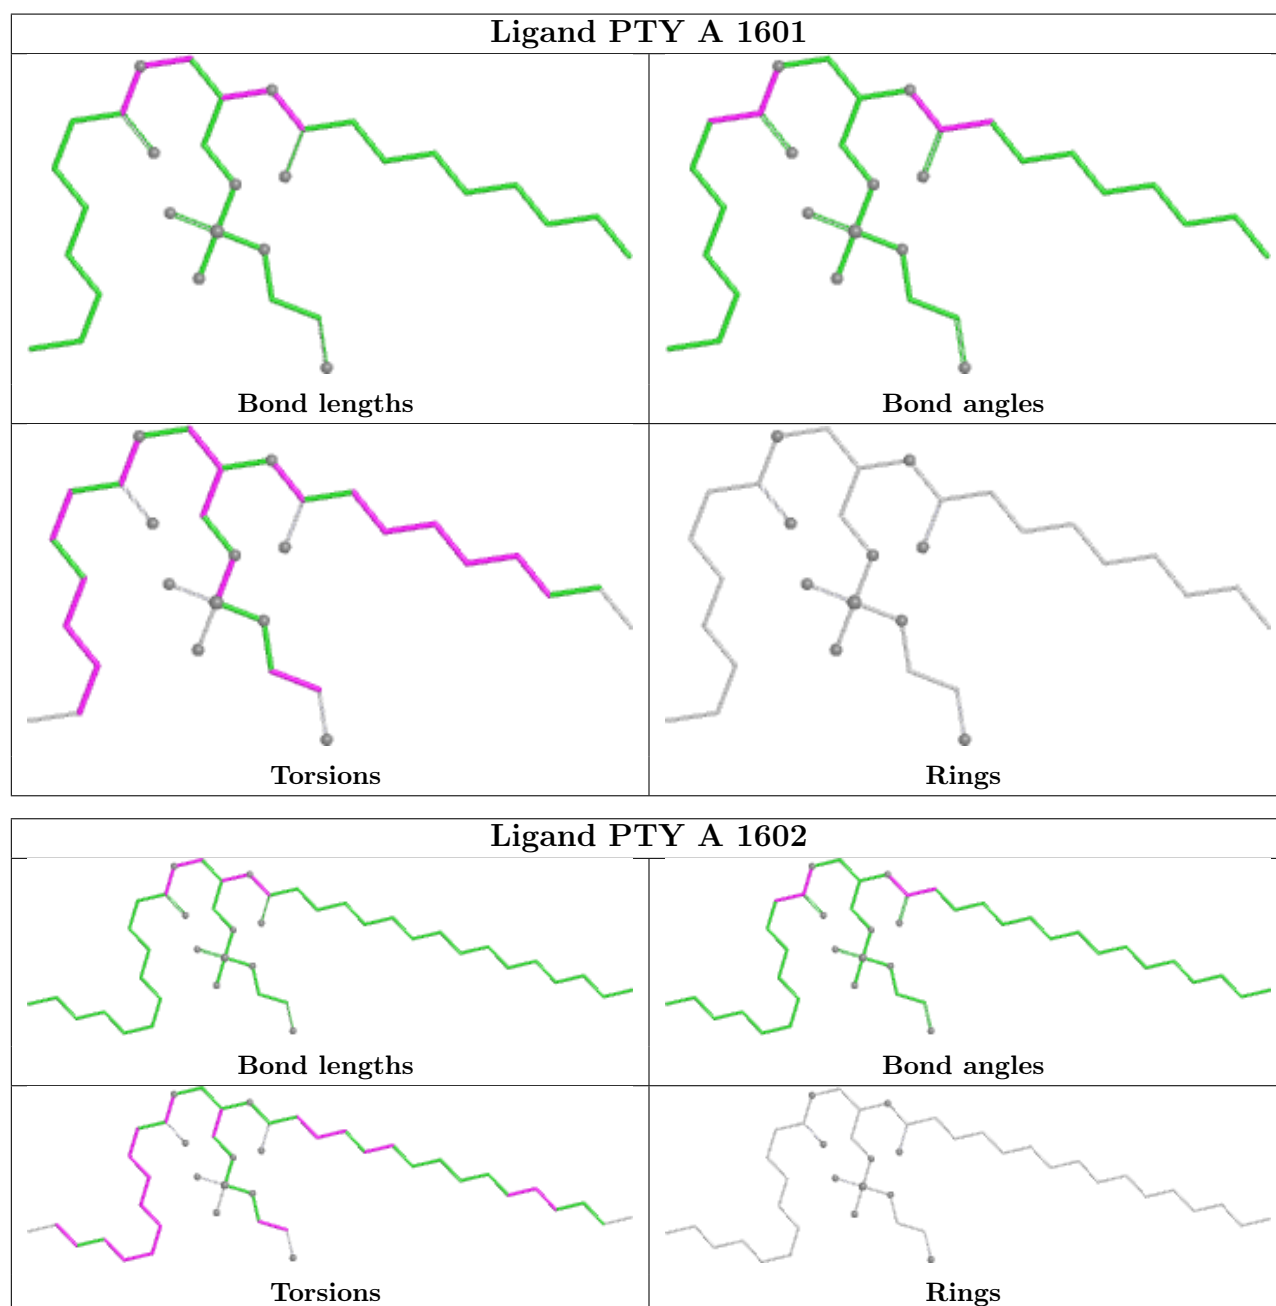 Ligand PTY A 1601
Bond lengths
Bond angles
Torsions
Rings
Ligand PTY A 1602
Bond lengths
Bond angles
Torsions
Rings